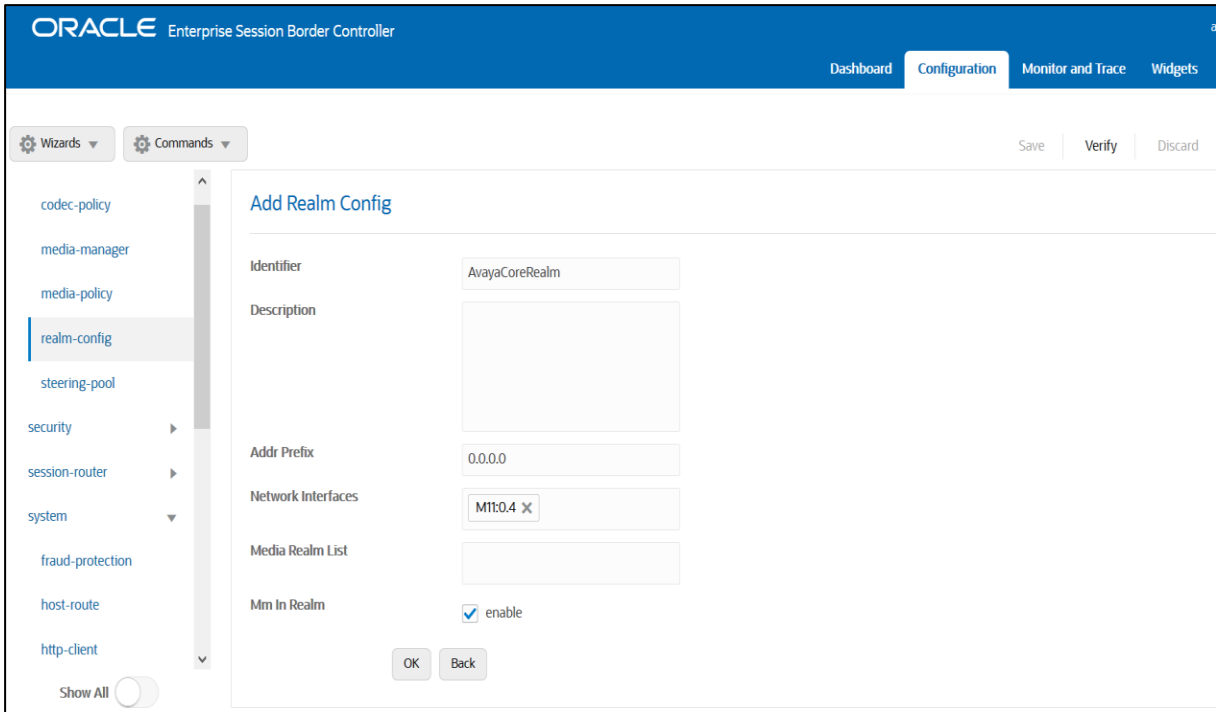 ORACLE Enterprise Session Border Controller
a
Dashboard Configuration Monitor and Trace Widgets
Wizards Commands Save Verify Discard
codec-policy
media-manager
media-policy
realm-config
steering-pool
security
session-router
system
fraud-protection
host-route
http-client
Show All
Add Realm Config
Identifier AvayaCoreRealm
Description
Addr Prefix 0.0.0.0
Network Interfaces M11:0.4
Media Realm List
Mm In Realm enable
OK Back